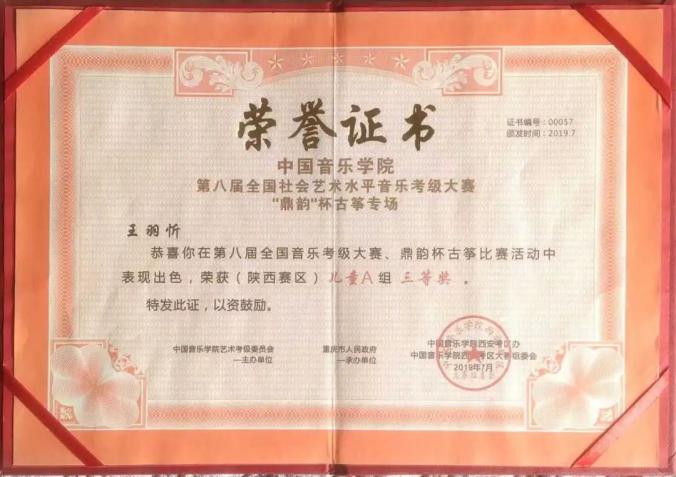 荣誉证书
证书编号：00057
颁发时间：2019.7
中国音乐学院
第八届全国社会艺术水平音乐考级大赛
"鼎韵"杯古筝专场
王羽忻
恭喜你在第八届全国音乐考级大赛、鼎韵杯古筝比赛活动中
表现出色，荣获（陕西赛区）儿童A组 三等奖 。
特发此证，以资鼓励。
中国音乐学院艺术考级委员会
—主办单位
重庆市人民政府
—承办单位
中国音乐学院西安考区办
中国音乐学院西安考区大赛组委会
2019年7月